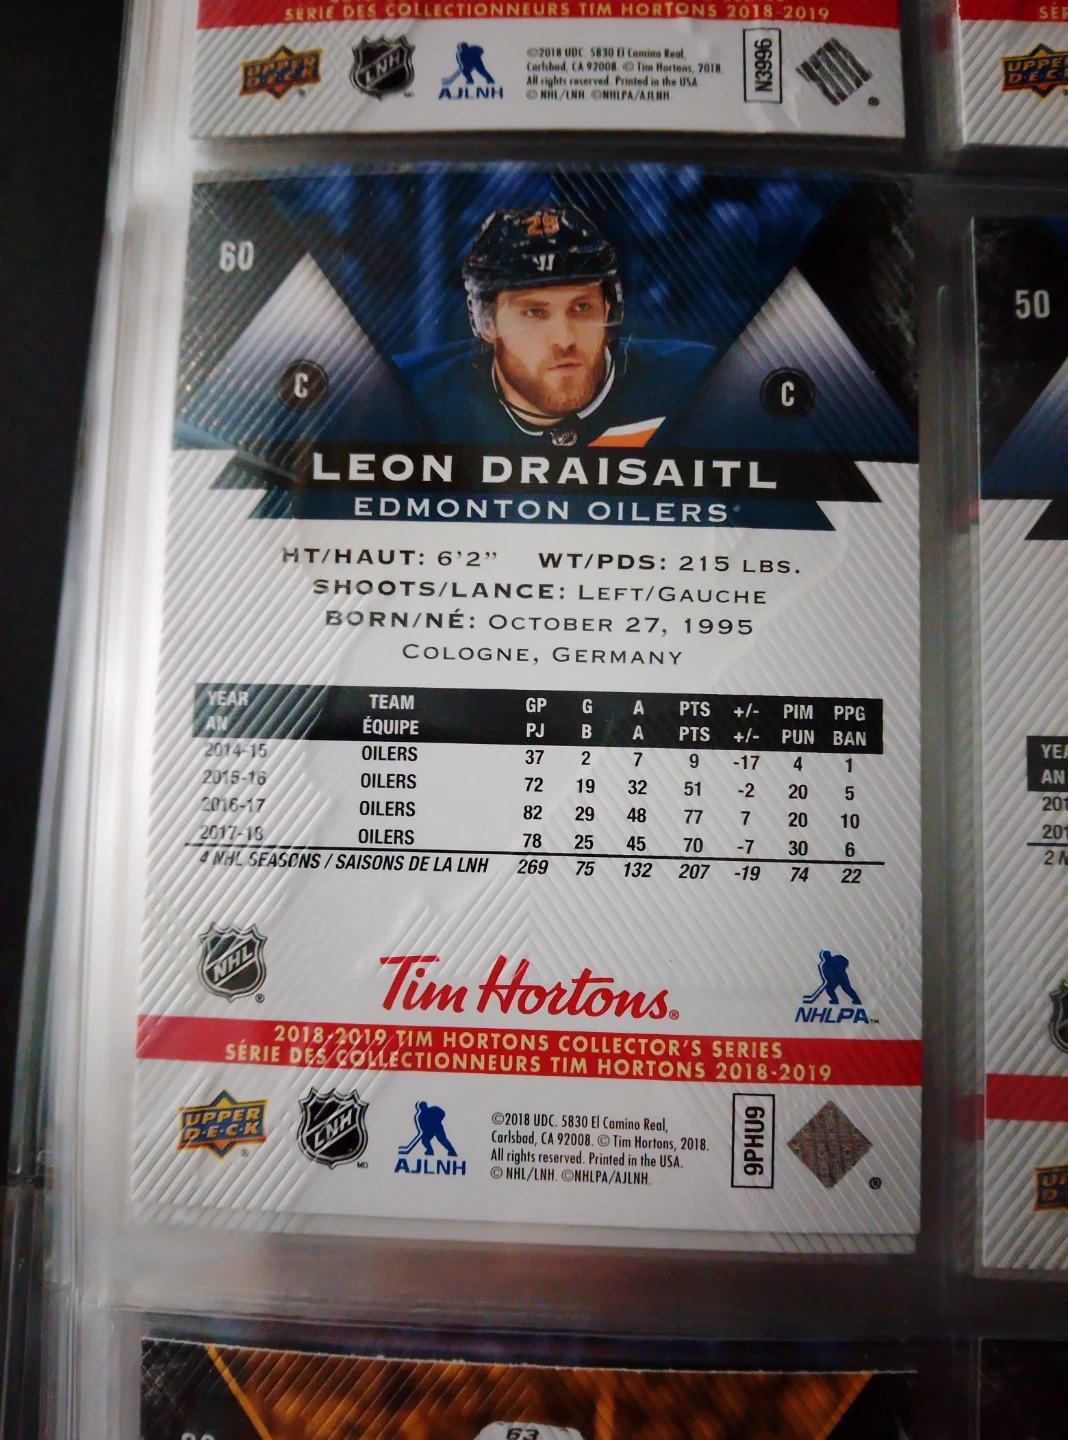 SÉRIE DES COLLECTIONNEURS TIM HORTONS 2018-2019
UPPER DECK
LNH
AJLNH
©2018 UDC. 5830 El Camino Real,
Carlsbad, CA 92008. © Tim Hortons, 2018.
All rights reserved. Printed in the USA
© NHL/LNH ©NHLPA/AJLNH
N3996
UPPER
60
29
C
C
LEON DRAISAITL
EDMONTON OILERS
HT/HAUT: 6'2" WT/PDS: 215 LBS.
SHOOTS/LANCE: LEFT/GAUCHE
BORN/NÉ: OCTOBER 27, 1995
COLOGNE, GERMANY
YEAR TEAM GP G A PTS +/- PIM PPG
AN ÉQUIPE PJ B A PTS +/- PUN BAN
2014-15 OILERS 37 2 7 9 -17 4 1
2015-16 OILERS 72 19 32 51 -2 20 5
2016-17 OILERS 82 29 48 77 7 20 10
2017-18 OILERS 78 25 45 70 -7 30 6
4 NHL SEASONS / SAISONS DE LA LNH 269 75 132 207 -19 74 22
NHL
Tim Hortons®
NHLPA™
2018-2019 TIM HORTONS COLLECTOR'S SERIES
SÉRIE DES COLLECTIONNEURS TIM HORTONS 2018-2019
UPPER DECK®
LNH MD
AJLNH
©2018 UDC. 5830 El Camino Real,
Carlsbad, CA 92008. © Tim Hortons, 2018.
All rights reserved. Printed in the USA.
© NHL/LNH. ©NHLPA/AJLNH.
9PHU9
®
50
AN
63